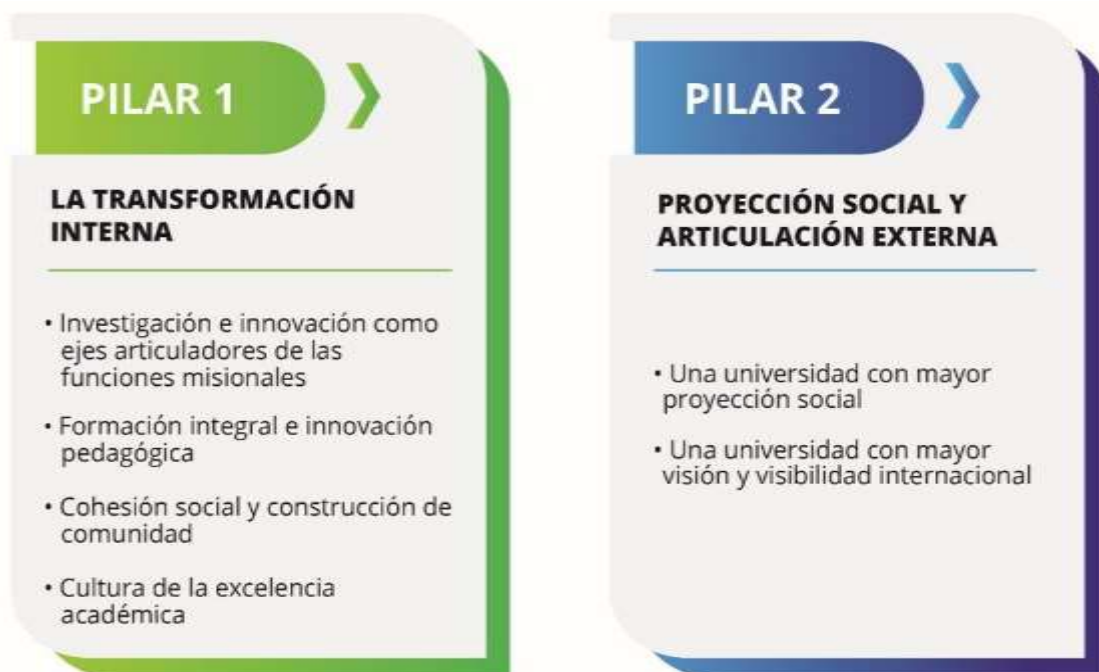 PILAR 1
LA TRANSFORMACIÓN
INTERNA
• Investigación e innovación como
ejes articuladores de las
funciones misionales
• Formación integral e innovación
pedagógica
• Cohesión social y construcción de
comunidad
• Cultura de la excelencia
académica
PILAR 2
PROYECCIÓN SOCIAL Y
ARTICULACIÓN EXTERNA
• Una universidad con mayor
proyección social
• Una universidad con mayor
visión y visibilidad internacional